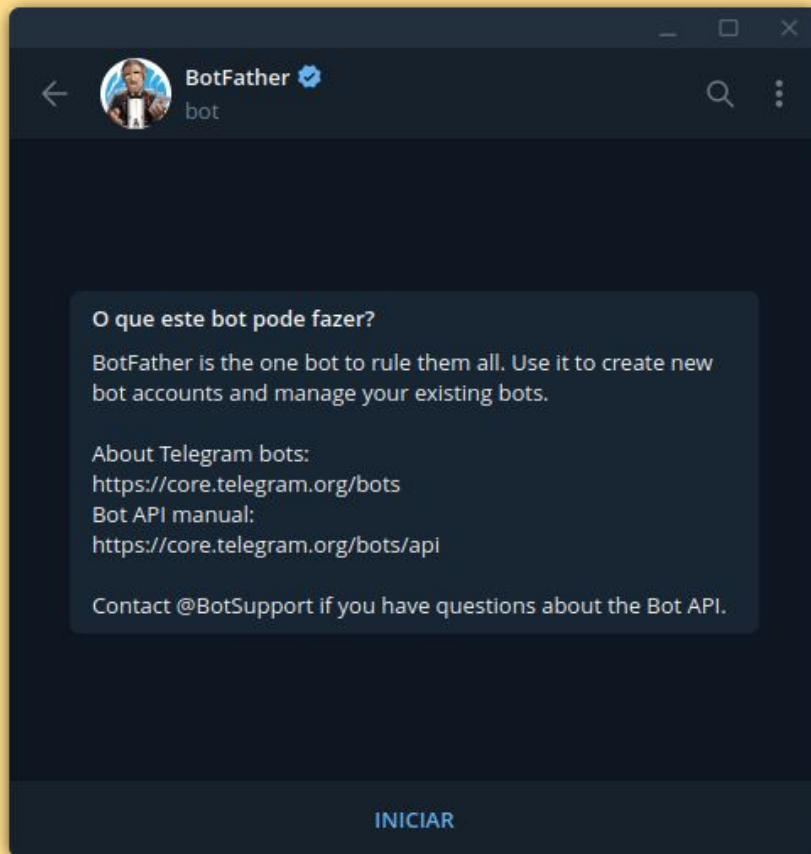 BotFather
bot
O que este bot pode fazer?
BotFather is the one bot to rule them all. Use it to create new
bot accounts and manage your existing bots.
About Telegram bots:
https://core.telegram.org/bots
Bot API manual:
https://core.telegram.org/bots/api
Contact @BotSupport if you have questions about the Bot API.
INICIAR